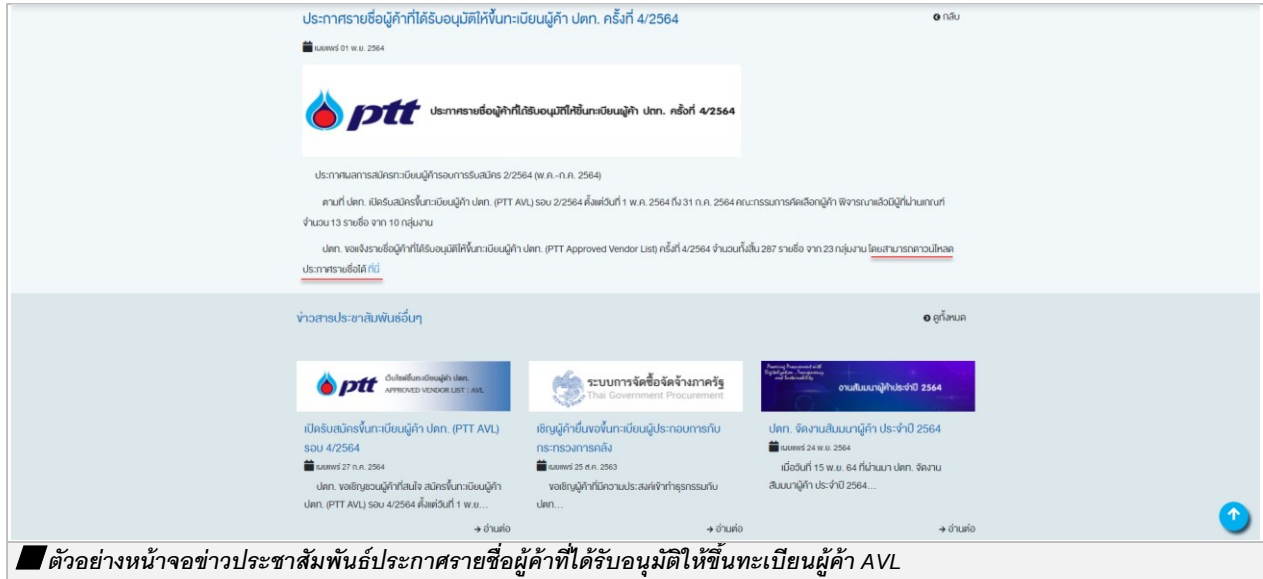 ประกาศรายชื่อผู้ค้าที่ได้รับอนุมัติให้ขึ้นทะเบียนผู้ค้า ปตท. ครั้งที่ 4/2564
กลับ
เผยแพร่ 01 พ.ย. 2564
ptt ประกาศรายชื่อผู้ค้าที่ได้รับอนุมัติให้ขึ้นทะเบียนผู้ค้า ปตท. ครั้งที่ 4/2564
ประกาศผลการสมัครทะเบียนผู้ค้ารอบการรับสมัคร 2/2564 (พ.ค.-ก.ค. 2564)
ตามที่ ปตท. เปิดรับสมัครขึ้นทะเบียนผู้ค้า ปตท. (PTT AVL) รอบ 2/2564 ตั้งแต่วันที่ 1 พ.ค. 2564 ถึง 31 ก.ค. 2564 คณะกรรมการคัดเลือกผู้ค้า พิจารณาแล้วมีผู้ที่ผ่านเกณฑ์
จำนวน 13 รายชื่อ จาก 10 กลุ่มงาน
ปตท. ขอแจ้งรายชื่อผู้ค้าที่ได้รับอนุมัติให้ขึ้นทะเบียนผู้ค้า ปตท. (PTT Approved Vendor List) ครั้งที่ 4/2564 จำนวนทั้งสิ้น 287 รายชื่อ จาก 23 กลุ่มงาน โดยสามารถดาวน์โหลด
ประกาศรายชื่อได้ ที่นี่
ข่าวสารประชาสัมพันธ์อื่นๆ
ดูทั้งหมด
ptt เว็บไซต์ขึ้นทะเบียนผู้ค้า ปตท.
APPROVED VENDOR LIST : AVL
ระบบการจัดซื้อจัดจ้างภาครัฐ
Thai Government Procurement
งานสัมมนาผู้ค้าประจำปี 2564
เปิดรับสมัครขึ้นทะเบียนผู้ค้า ปตท. (PTT AVL)
รอบ 4/2564
เผยแพร่ 27 ก.ค. 2564
ปตท. ขอเชิญชวนผู้ค้าที่สนใจ สมัครขึ้นทะเบียนผู้ค้า
ปตท. (PTT AVL) รอบ 4/2564 ตั้งแต่วันที่ 1 พ.ย...
อ่านต่อ
เชิญผู้ค้ายื่นขอขึ้นทะเบียนผู้ประกอบการกับ
กระทรวงการคลัง
เผยแพร่ 25 ส.ค. 2563
ขอเชิญผู้ค้าที่มีความประสงค์เข้าทำธุรกรรมกับ
ปตท...
อ่านต่อ
ปตท. จัดงานสัมมนาผู้ค้า ประจำปี 2564
เผยแพร่ 24 พ.ย. 2564
เมื่อวันที่ 15 พ.ย. 64 ที่ผ่านมา ปตท. จัดงาน
สัมมนาผู้ค้า ประจำปี 2564...
อ่านต่อ
ตัวอย่างหน้าจอข่าวประชาสัมพันธ์ประกาศรายชื่อผู้ค้าที่ได้รับอนุมัติให้ขึ้นทะเบียนผู้ค้า AVL